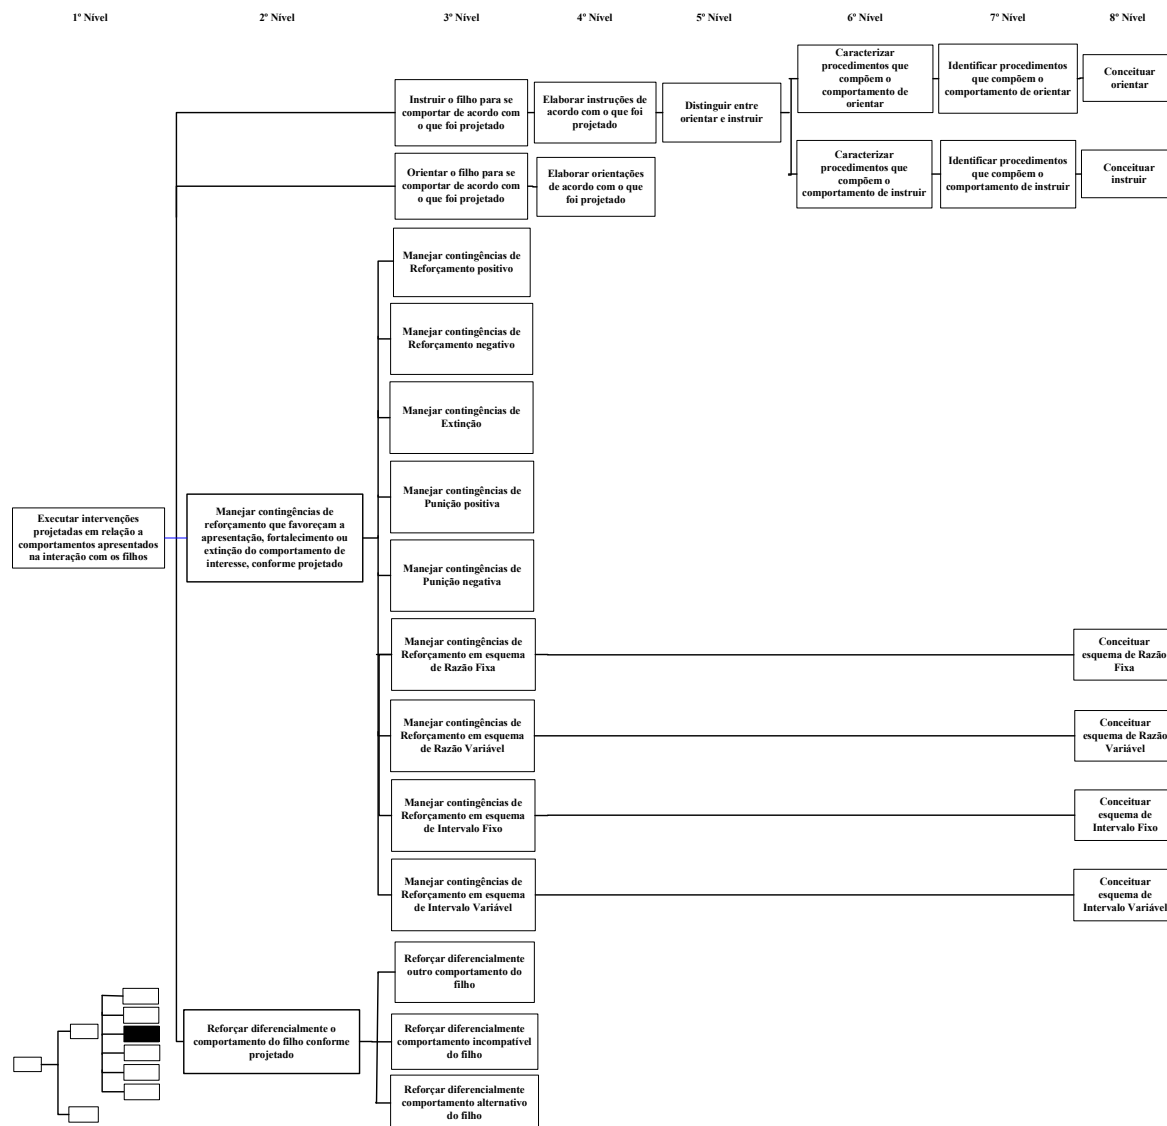 1º Nível
2º Nível
3º Nível
4º Nível
5º Nível
6º Nível
7º Nível
8º Nível
Instruir o filho para se
comportar de acordo com
o que foi projetado
Elaborar instruções de
acordo com o que foi
projetado
Distinguir entre
orientar e instruir
Caracterizar
procedimentos que
compõem o
comportamento de
orientar
Identificar procedimentos
que compõem o
comportamento de orientar
Conceituar
orientar
Caracterizar
procedimentos que
compõem o
comportamento de instruir
Identificar procedimentos
que compõem o
comportamento de instruir
Conceituar
instruir
Orientar o filho para se
comportar de acordo com
o que foi projetado
Elaborar orientações
de acordo com o que
foi projetado
Manejar contingências de
Reforçamento positivo
Manejar contingências de
Reforçamento negativo
Manejar contingências de
Extinção
Manejar contingências de
Punição positiva
Executar intervenções
projetadas em relação a
comportamentos apresentados
na interação com os filhos
Manejar contingências de
reforçamento que favoreçam a
apresentação, fortalecimento ou
extinção do comportamento de
interesse, conforme projetado
Manejar contingências de
Punição negativa
Manejar contingências de
Reforçamento em esquema
de Razão Fixa
Conceituar
esquema de Razão
Fixa
Manejar contingências de
Reforçamento em esquema
de Razão Variável
Conceituar
esquema de Razão
Variável
Manejar contingências de
Reforçamento em esquema
de Intervalo Fixo
Conceituar
esquema de
Intervalo Fixo
Manejar contingências de
Reforçamento em esquema
de Intervalo Variável
Conceituar
esquema de
Intervalo Variável
Reforçar diferencialmente
outro comportamento do
filho
Reforçar diferencialmente o
comportamento do filho conforme
projetado
Reforçar diferencialmente
comportamento incompatível
do filho
Reforçar diferencialmente
comportamento alternativo
do filho